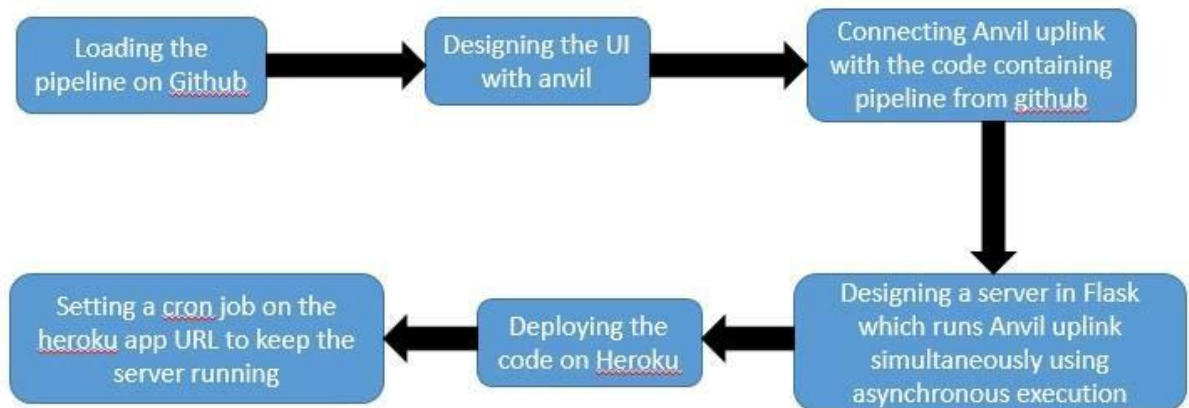 Loading the
pipeline on Github
Designing the UI
with anvil
Connecting Anvil uplink
with the code containing
pipeline from github
Designing a server in Flask
which runs Anvil uplink
simultaneously using
asynchronous execution
Deploying the
code on Heroku
Setting a cron job on the
heroku app URL to keep the
server running